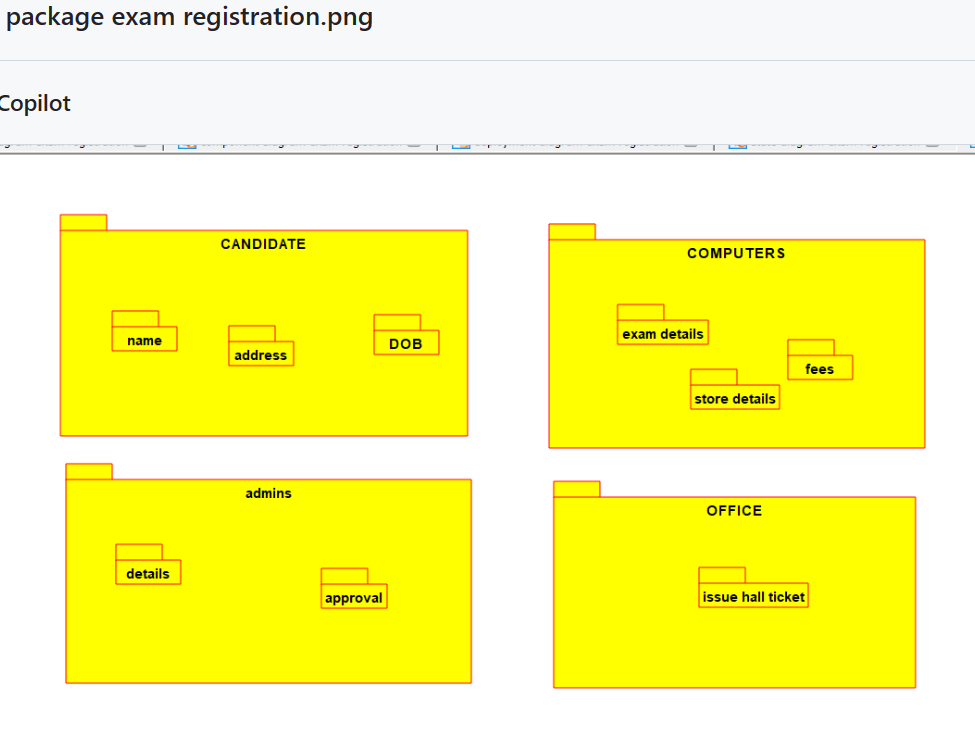 package exam registration.png
Copilot
CANDIDATE
name
address
DOB
COMPUTERS
exam details
fees
store details
admins
details
approval
OFFICE
issue hall ticket